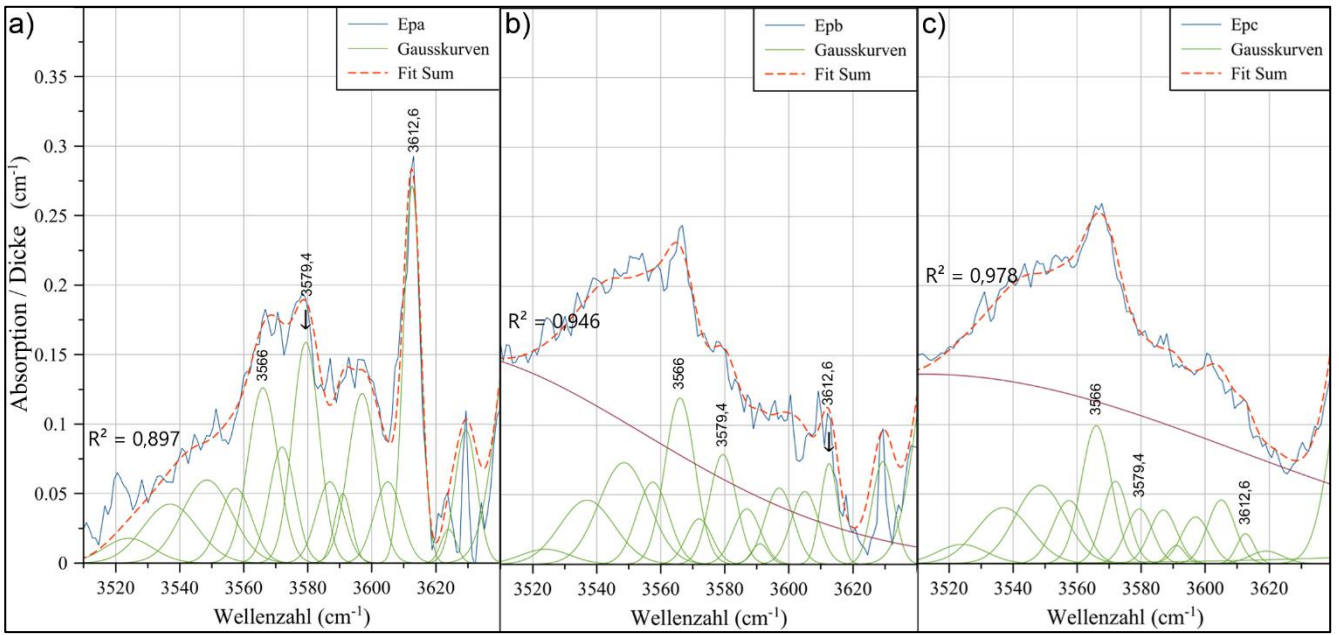 a)
Epa
Gausskurven
Fit Sum
0.35
0.3
0.25
0.2
0.15
0.1
0.05
0
Absorption / Dicke (cm⁻¹)
3612,6
3579,4
3566
R² = 0,897
3520 3540 3560 3580 3600 3620
Wellenzahl (cm⁻¹)
b)
Epb
Gausskurven
Fit Sum
R² = 0,946
3566
3579,4
3612,6
3520 3540 3560 3580 3600 3620
Wellenzahl (cm⁻¹)
c)
Epc
Gausskurven
Fit Sum
R² = 0,978
3566
3579,4
3612,6
3520 3540 3560 3580 3600 3620
Wellenzahl (cm⁻¹)